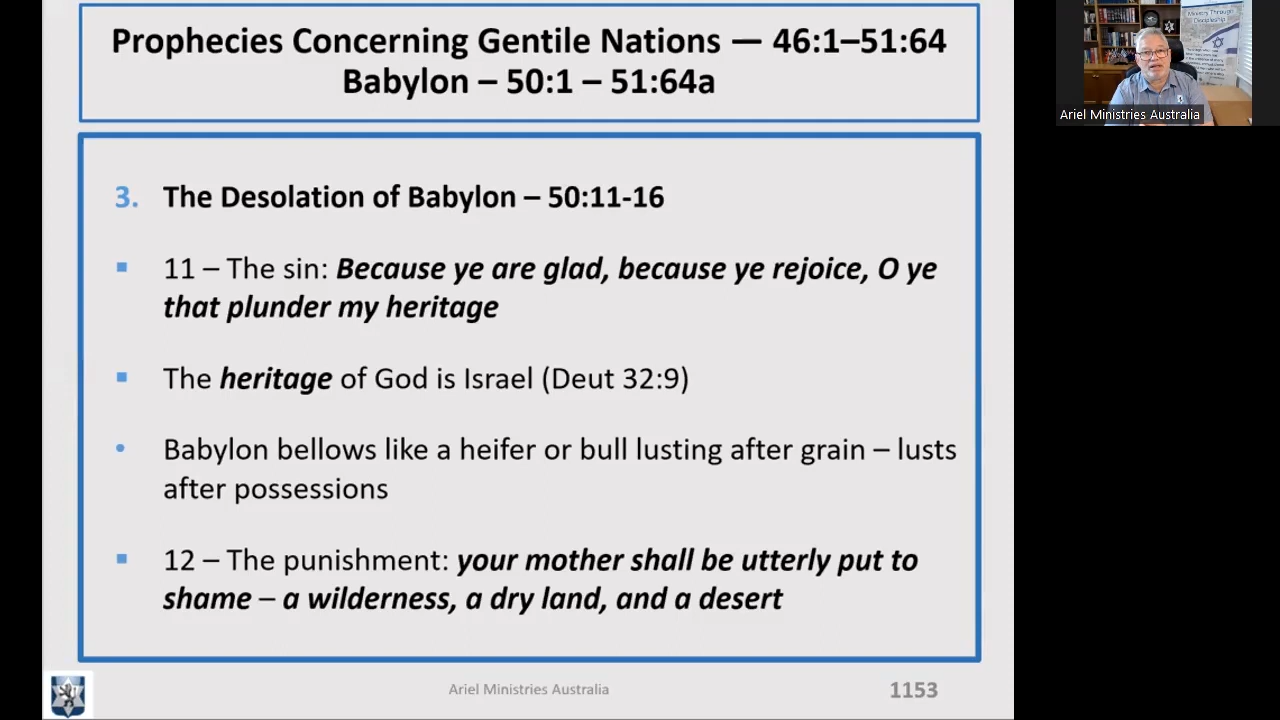 Prophecies Concerning Gentile Nations — 46:1–51:64
Babylon – 50:1 – 51:64a
3. The Desolation of Babylon – 50:11-16
▪ 11 – The sin: Because ye are glad, because ye rejoice, O ye
that plunder my heritage
▪ The heritage of God is Israel (Deut 32:9)
• Babylon bellows like a heifer or bull lusting after grain – lusts
after possessions
▪ 12 – The punishment: your mother shall be utterly put to
shame – a wilderness, a dry land, and a desert
Ariel Ministries Australia
1153
Ministry Through
Discipleship
Ariel Ministries Australia